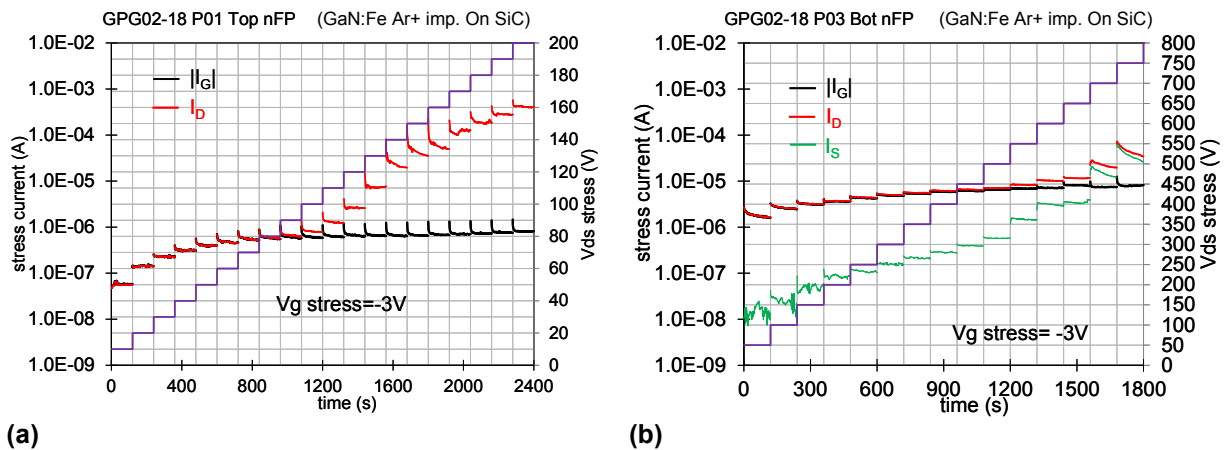 GPG02-18 P01 Top nFP (GaN:Fe Ar+ imp. On SiC)
1.0E-02
1.0E-03
1.0E-04
1.0E-05
1.0E-06
1.0E-07
1.0E-08
1.0E-09
stress current (A)
|IG|
ID
Vg stress=-3V
200
180
160
140
120
100
80
60
40
20
0
Vds stress (V)
0 400 800 1200 1600 2000 2400
time (s)
(a)
GPG02-18 P03 Bot nFP (GaN:Fe Ar+ imp. On SiC)
1.0E-02
1.0E-03
1.0E-04
1.0E-05
1.0E-06
1.0E-07
1.0E-08
1.0E-09
stress current (A)
|IG|
ID
IS
Vg stress= -3V
800
750
700
650
600
550
500
450
400
350
300
250
200
150
100
50
0
Vds stress (V)
0 300 600 900 1200 1500 1800
time (s)
(b)